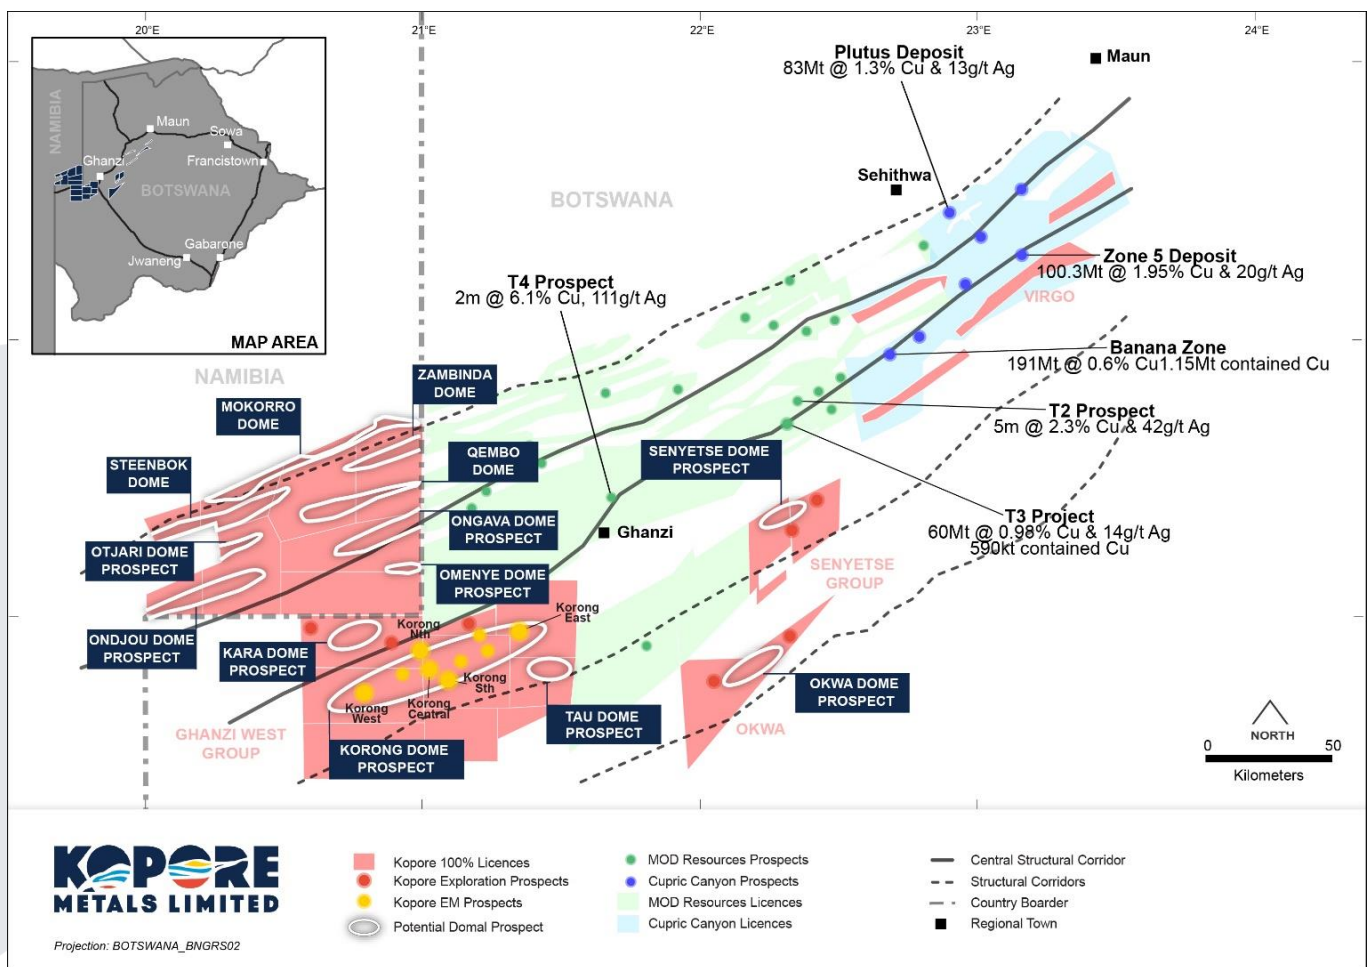 20°E
21°E
22°E
23°E
24°E
NAMIBIA
Maun
Sowa
Ghanzi
Francistown
BOTSWANA
Gabarone
Jwaneng
MAP AREA
Plutus Deposit
83Mt @ 1.3% Cu & 13g/t Ag
Maun
Sehithwa
BOTSWANA
T4 Prospect
2m @ 6.1% Cu, 111g/t Ag
Zone 5 Deposit
100.3Mt @ 1.95% Cu & 20g/t Ag
VIRGO
Banana Zone
191Mt @ 0.6% Cu1.15Mt contained Cu
NAMIBIA
ZAMBINDA
DOME
MOKORRO
DOME
T2 Prospect
5m @ 2.3% Cu & 42g/t Ag
STEENBOK
DOME
QEMBO
DOME
SENYETSE DOME
PROSPECT
T3 Project
60Mt @ 0.98% Cu & 14g/t Ag
590kt contained Cu
ONGAVA DOME
PROSPECT
Ghanzi
OTJARI DOME
PROSPECT
OMENYE DOME
PROSPECT
SENYETSE
GROUP
Korong
East
Korong
Nth
ONDJOU DOME
PROSPECT
KARA DOME
PROSPECT
Korong
Sth
Korong
West
Korong
Central
OKWA DOME
PROSPECT
TAU DOME
PROSPECT
OKWA
GHANZI WEST
GROUP
KORONG DOME
PROSPECT
NORTH
0 50
Kilometers
KOPORE
METALS LIMITED
Projection: BOTSWANA_BNGRS02
Kopore 100% Licences
Kopore Exploration Prospects
Kopore EM Prospects
Potential Domal Prospect
MOD Resources Prospects
Cupric Canyon Prospects
MOD Resources Licences
Cupric Canyon Licences
Central Structural Corridor
Structural Corridors
Country Boarder
Regional Town